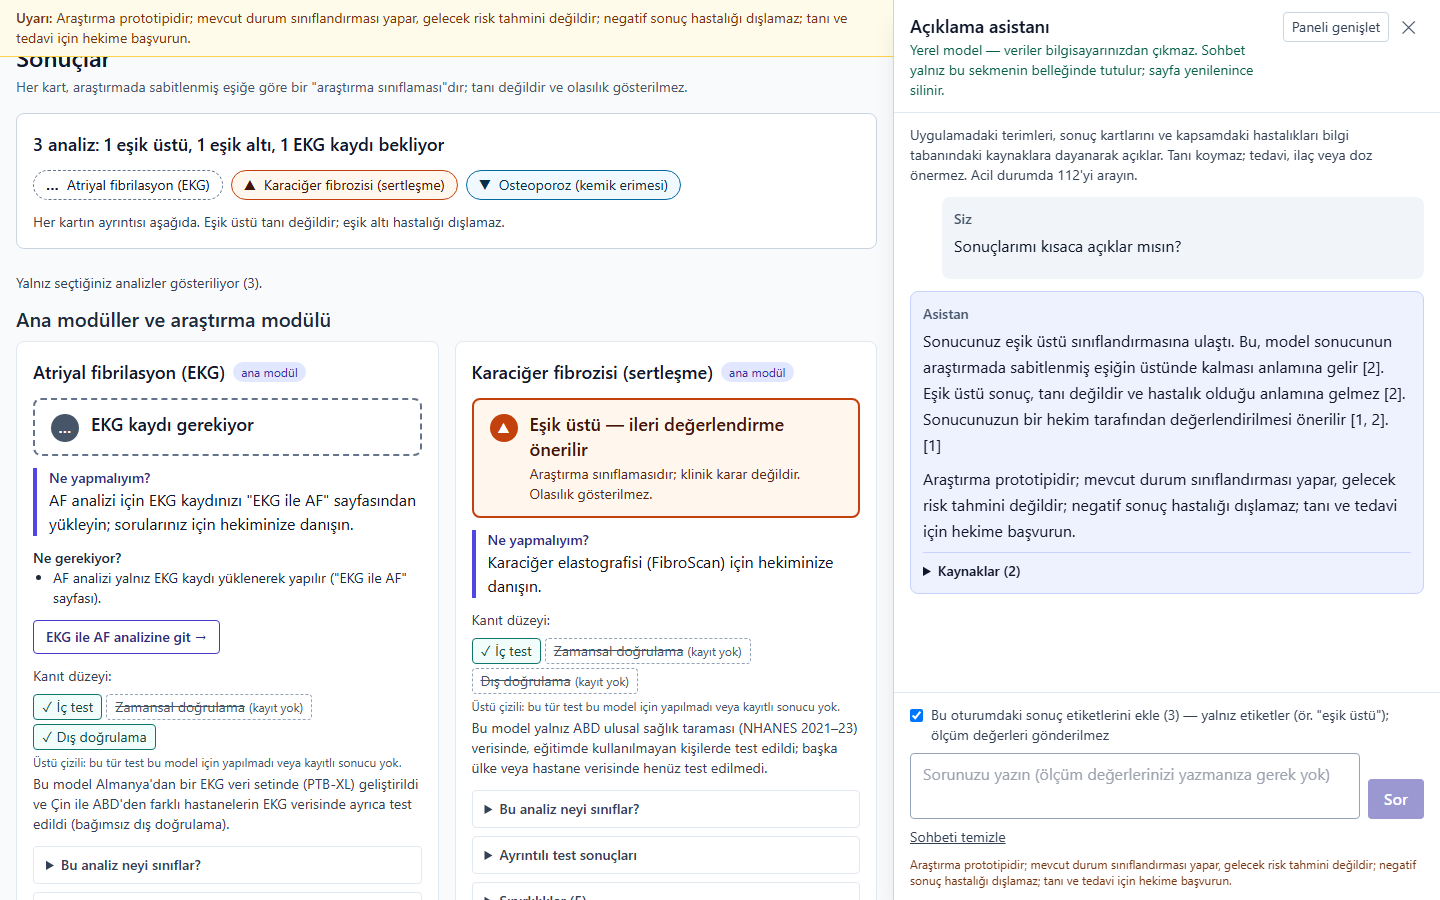 Uyarı: Araştırma prototipidir; mevcut durum sınıflandırması yapar, gelecek risk tahmini değildir; negatif sonuç hastalığı dışlamaz; tanı ve
tedavi için hekime başvurun.
Sonuçlar
Her kart, araştırmada sabitlenmiş eşiğe göre bir "araştırma sınıflaması"dır; tanı değildir ve olasılık gösterilmez.
3 analiz: 1 eşik üstü, 1 eşik altı, 1 EKG kaydı bekliyor
... Atriyal fibrilasyon (EKG)
▲ Karaciğer fibrozisi (sertleşme)
▼ Osteoporoz (kemik erimesi)
Her kartın ayrıntısı aşağıda. Eşik üstü tanı değildir; eşik altı hastalığı dışlamaz.
Yalnız seçtiğiniz analizler gösteriliyor (3).
Ana modüller ve araştırma modülü
Atriyal fibrilasyon (EKG) ana modül
... EKG kaydı gerekiyor
Ne yapmalıyım?
AF analizi için EKG kaydınızı "EKG ile AF" sayfasından
yükleyin; sorularınız için hekiminize danışın.
Ne gerekiyor?
• AF analizi yalnız EKG kaydı yüklenerek yapılır ("EKG ile AF"
sayfası).
EKG ile AF analizine git →
Kanıt düzeyi:
✓ İç test Zamansal doğrulama (kayıt yok)
✓ Dış doğrulama
Üstü çizili: bu tür test bu model için yapılmadı veya kayıtlı sonucu yok.
Bu model Almanya'dan bir EKG veri setinde (PTB-XL) geliştirildi
ve Çin ile ABD'den farklı hastanelerin EKG verisinde ayrıca test
edildi (bağımsız dış doğrulama).
▶ Bu analiz neyi sınıflar?
Karaciğer fibrozisi (sertleşme) ana modül
▲ Eşik üstü — ileri değerlendirme
önerilir
Araştırma sınıflamasıdır; klinik karar değildir.
Olasılık gösterilmez.
Ne yapmalıyım?
Karaciğer elastografisi (FibroScan) için hekiminize
danışın.
Kanıt düzeyi:
✓ İç test Zamansal doğrulama (kayıt yok)
Dış doğrulama (kayıt yok)
Üstü çizili: bu tür test bu model için yapılmadı veya kayıtlı sonucu yok.
Bu model yalnız ABD ulusal sağlık taraması (NHANES 2021–23)
verisinde, eğitimde kullanılmayan kişilerde test edildi; başka
ülke veya hastane verisinde henüz test edilmedi.
▶ Bu analiz neyi sınıflar?
▶ Ayrıntılı test sonuçları
▶ Sınırlılıklar (5)
Açıklama asistanı
Paneli genişlet
Yerel model — veriler bilgisayarınızdan çıkmaz. Sohbet
yalnız bu sekmenin belleğinde tutulur; sayfa yenilenince
silinir.
Uygulamadaki terimleri, sonuç kartlarını ve kapsamdaki hastalıkları bilgi
tabanındaki kaynaklara dayanarak açıklar. Tanı koymaz; tedavi, ilaç veya doz
önermez. Acil durumda 112'yi arayın.
Siz
Sonuçlarımı kısaca açıklar mısın?
Asistan
Sonucunuz eşik üstü sınıflandırmasına ulaştı. Bu, model sonucunun
araştırmada sabitlenmiş eşiğin üstünde kalması anlamına gelir [2].
Eşik üstü sonuç, tanı değildir ve hastalık olduğu anlamına gelmez [2].
Sonucunuzun bir hekim tarafından değerlendirilmesi önerilir [1, 2].
[1]
Araştırma prototipidir; mevcut durum sınıflandırması yapar, gelecek
risk tahmini değildir; negatif sonuç hastalığı dışlamaz; tanı ve tedavi
için hekime başvurun.
▶ Kaynaklar (2)
Bu oturumdaki sonuç etiketlerini ekle (3) — yalnız etiketler (ör. "eşik üstü");
ölçüm değerleri gönderilmez
Sorunuzu yazın (ölçüm değerlerinizi yazmanıza gerek yok)
Sor
Sohbeti temizle
Araştırma prototipidir; mevcut durum sınıflandırması yapar, gelecek risk tahmini değildir; negatif
sonuç hastalığı dışlamaz; tanı ve tedavi için hekime başvurun.